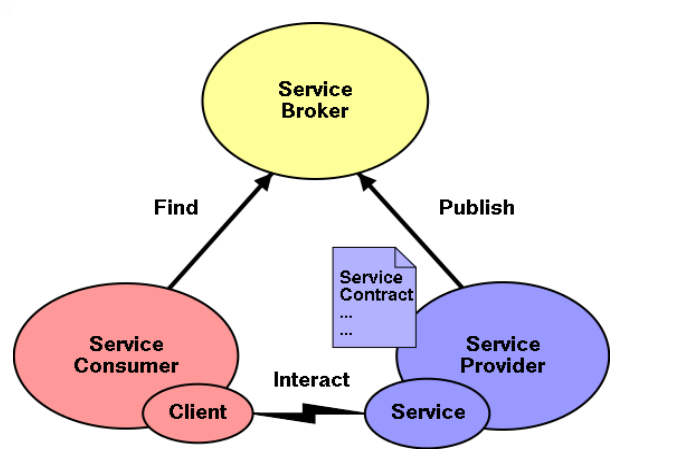 Service
Broker
Find
Publish
Service
Contract
...
...
Service
Consumer
Service
Provider
Interact
Client
Service